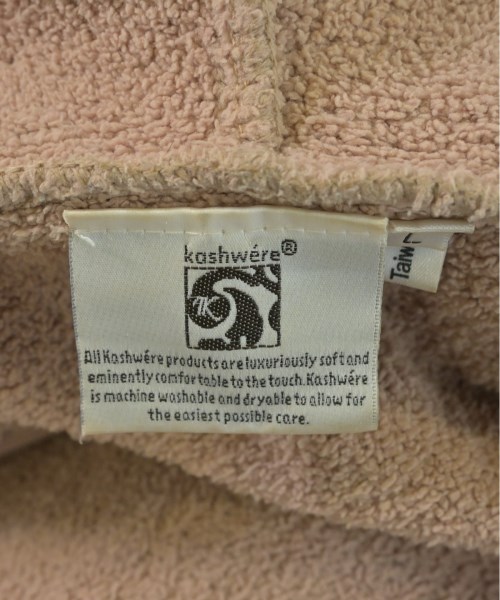 kashwére®
K
All Kashwére products are luxuriously soft and
eminently comfortable to the touch. Kashwére
is machine washable and dryable to allow for
the easiest possible care.
Taiw